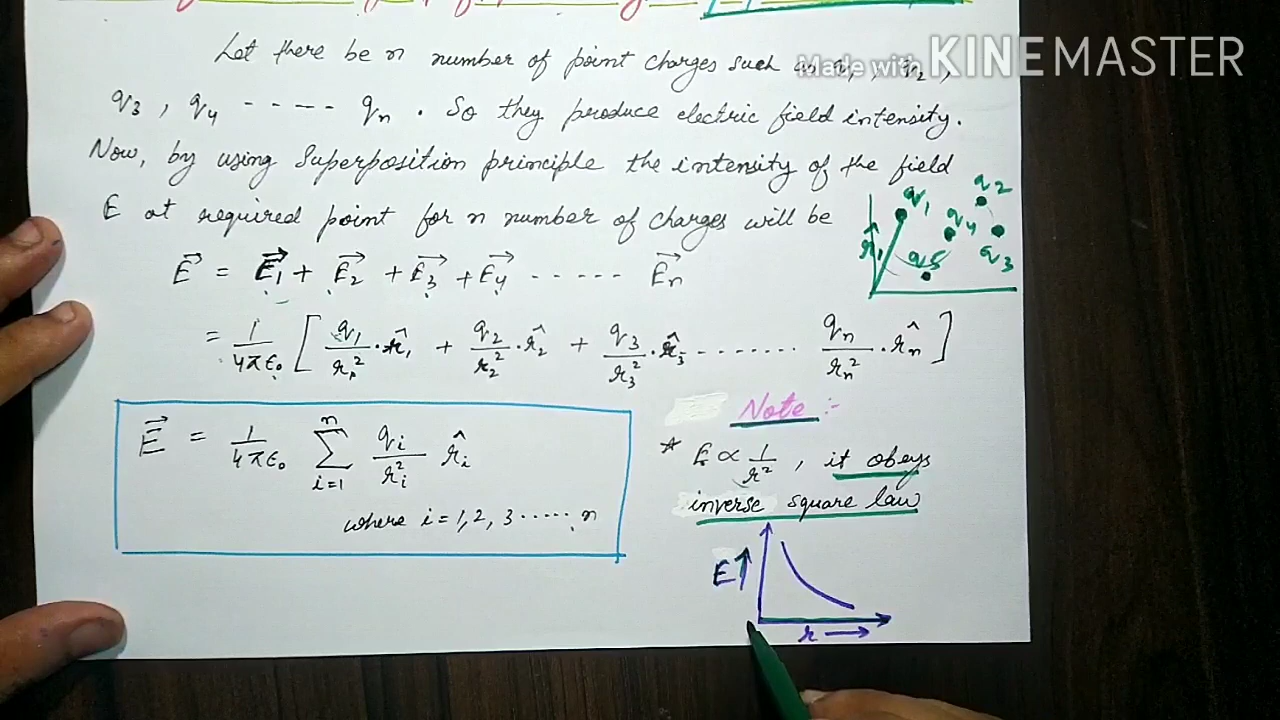 Made with KINEMASTER
Let there be n number of point charges such as q1, q2,
q3, q4 ----- qn. So they produce electric field intensity.
Now, by using Superposition principle the intensity of the field
E at required point for n number of charges will be
E⃗ = E⃗1 + E⃗2 + E⃗3 + E⃗4 ------ E⃗n
= 1/4πε0 [ q1/r1² · r̂1 + q2/r2² · r̂2 + q3/r3² · r̂3 ........ qn/rn² · r̂n ]
E⃗ = 1/4πε0 n∑i=1 qi/ri² r̂i
where i = 1, 2, 3 ...... n
q1
q2
q4
q3
q5
r̂1
Note :-
* E ∝ 1/r², it obeys
inverse square law
E↑
r →